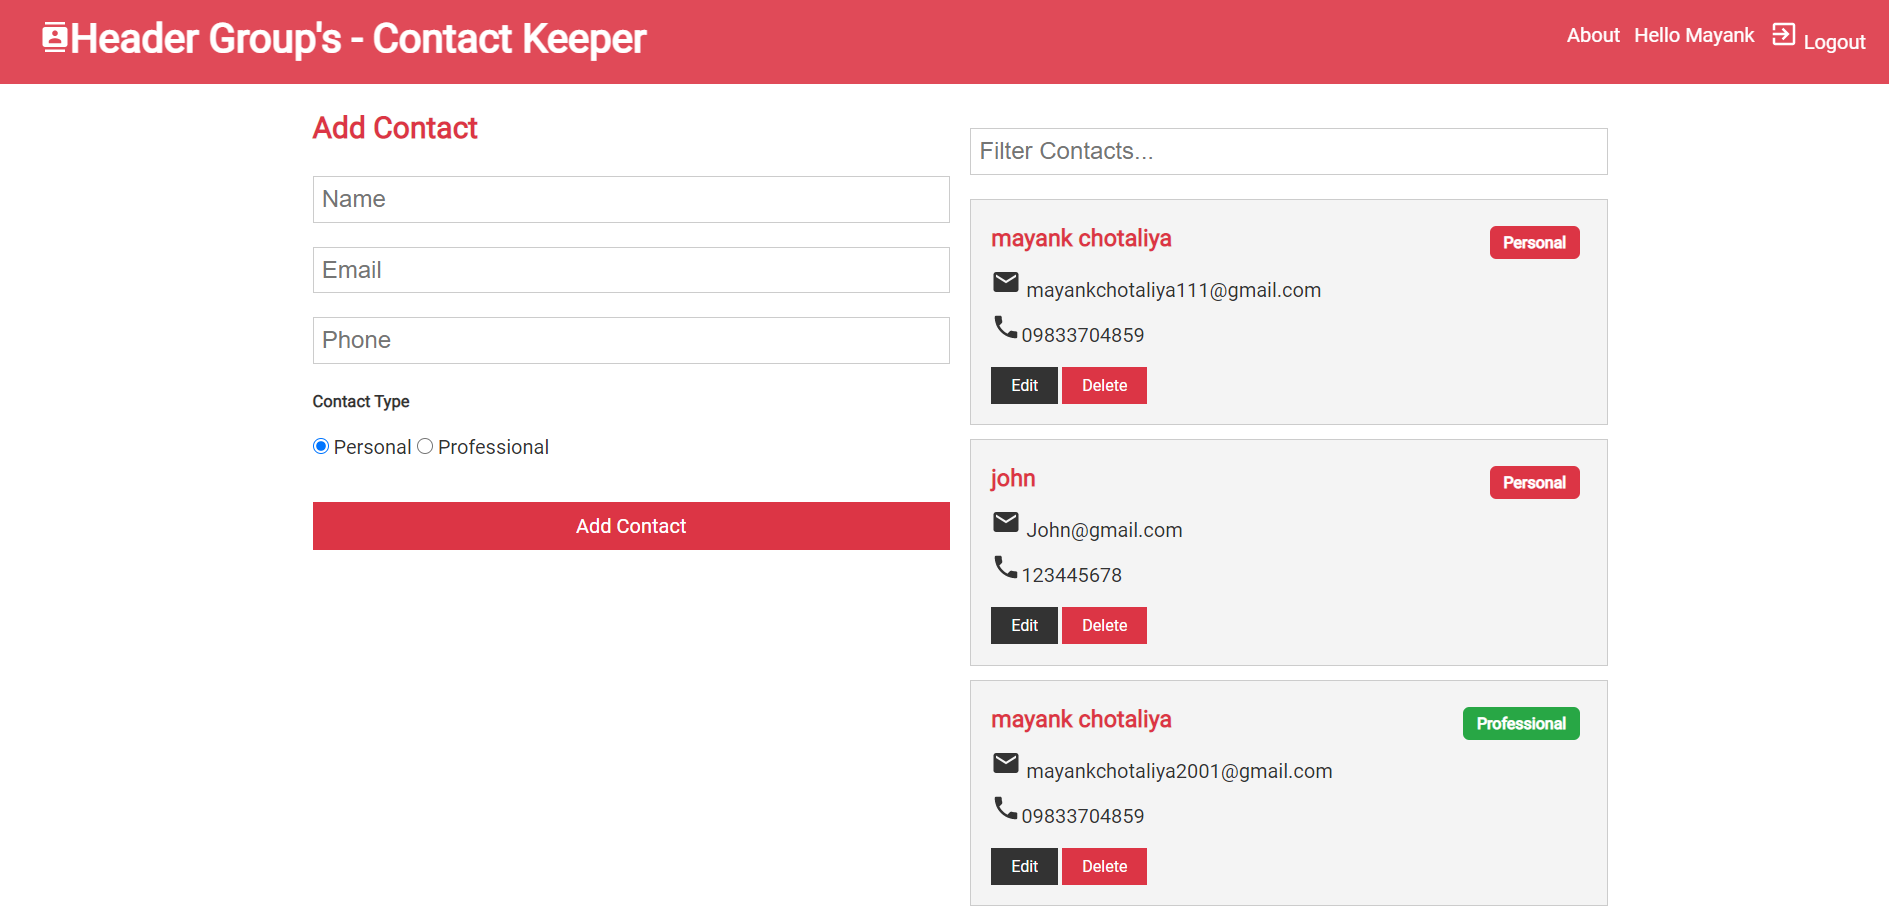 Header Group's - Contact Keeper
About Hello Mayank Logout
Add Contact
Name
Email
Phone
Contact Type
Personal Professional
Add Contact
Filter Contacts...
mayank chotaliya Personal
mayankchotaliya111@gmail.com
09833704859
Edit Delete
john Personal
John@gmail.com
123445678
Edit Delete
mayank chotaliya Professional
mayankchotaliya2001@gmail.com
09833704859
Edit Delete